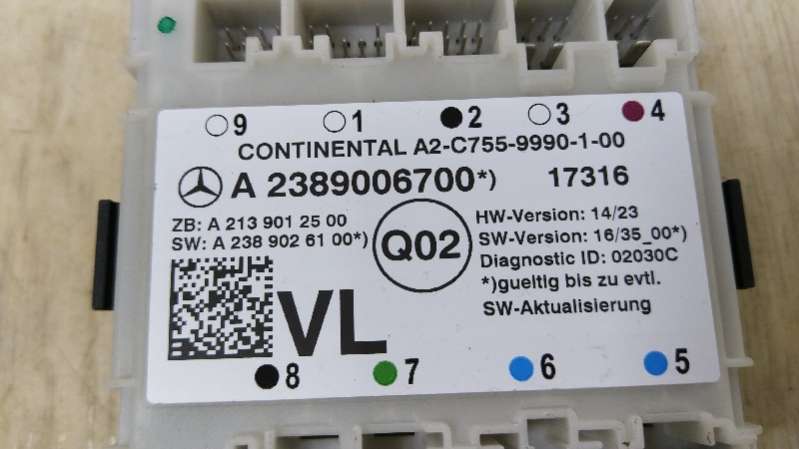 9 1 2 3 4
CONTINENTAL A2-C755-9990-1-00
A 2389006700*) 17316
ZB: A 213 901 25 00
SW: A 238 902 61 00*)
Q02
HW-Version: 14/23
SW-Version: 16/35_00*)
Diagnostic ID: 02030C
*)gueltig bis zu evtl.
SW-Aktualisierung
VL
8 7 6 5